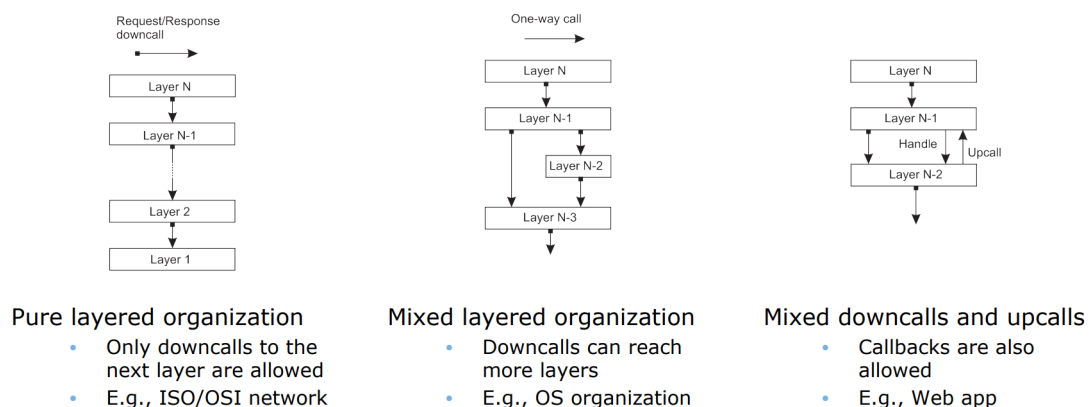 Request/Response
downcall
Layer N
Layer N-1
Layer 2
Layer 1
Pure layered organization
• Only downcalls to the
next layer are allowed
• E.g., ISO/OSI network
One-way call
Layer N
Layer N-1
Layer N-2
Layer N-3
Mixed layered organization
• Downcalls can reach
more layers
• E.g., OS organization
Layer N
Layer N-1
Handle
Upcall
Layer N-2
Mixed downcalls and upcalls
• Callbacks are also
allowed
• E.g., Web app